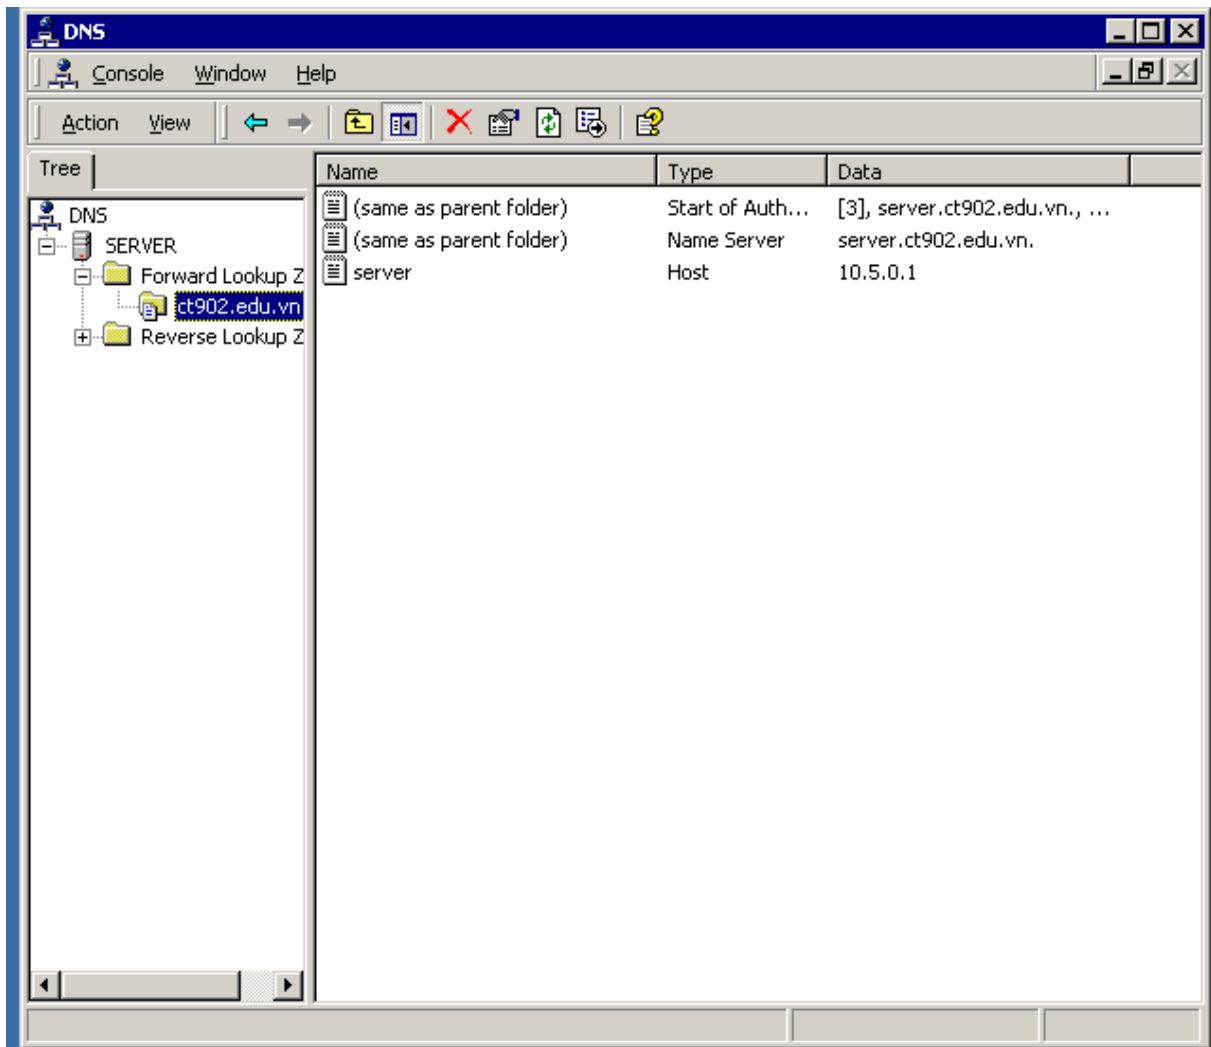 DNS
Console Window Help
Action View
Tree
Name Type Data
DNS
SERVER
Forward Lookup Z
ct902.edu.vn
Reverse Lookup Z
(same as parent folder) Start of Auth... [3], server.ct902.edu.vn., ...
(same as parent folder) Name Server server.ct902.edu.vn.
server Host 10.5.0.1